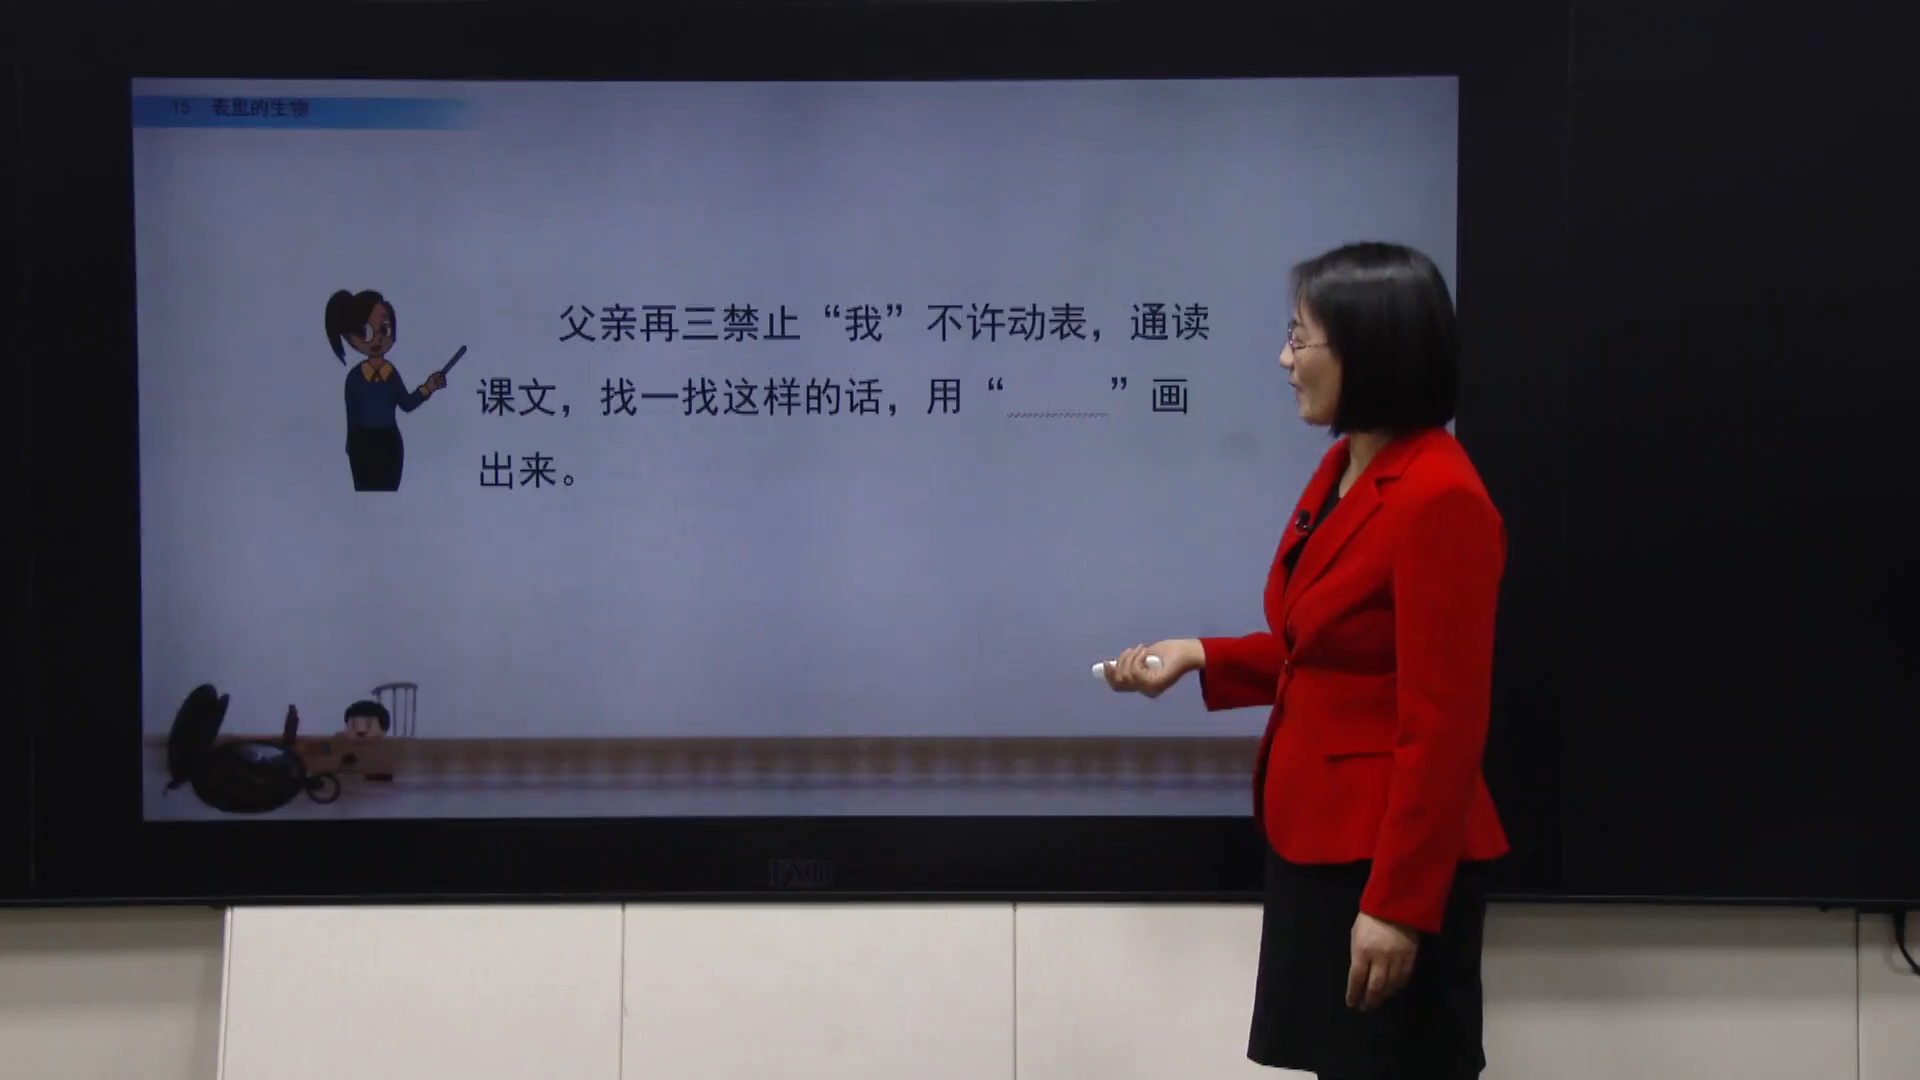 15 表里的生物
父亲再三禁止“我”不许动表，通读
课文，找一找这样的话，用“﹏﹏﹏”画
出来。